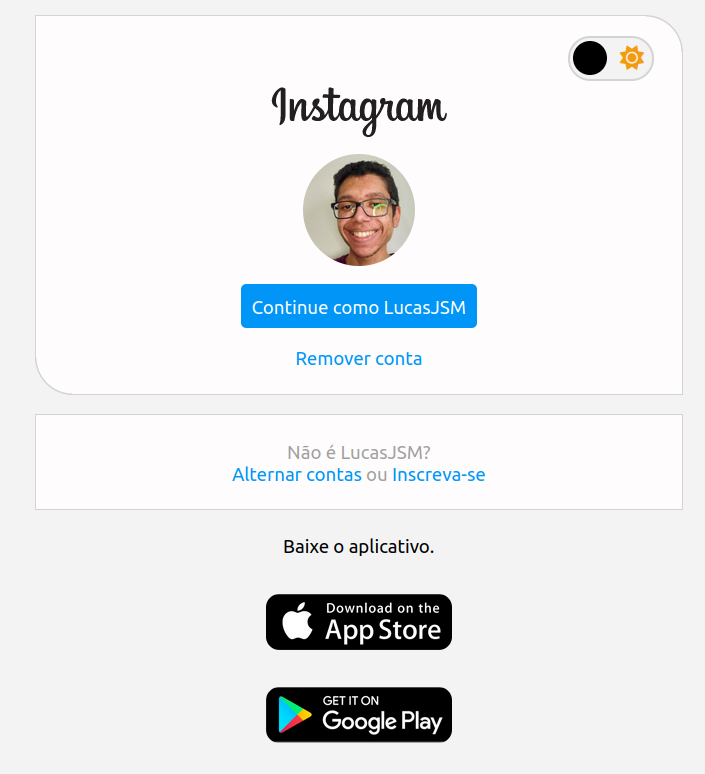 Instagram
Continue como LucasJSM
Remover conta
Não é LucasJSM?
Alternar contas ou Inscreva-se
Baixe o aplicativo.
Download on the
App Store
GET IT ON
Google Play